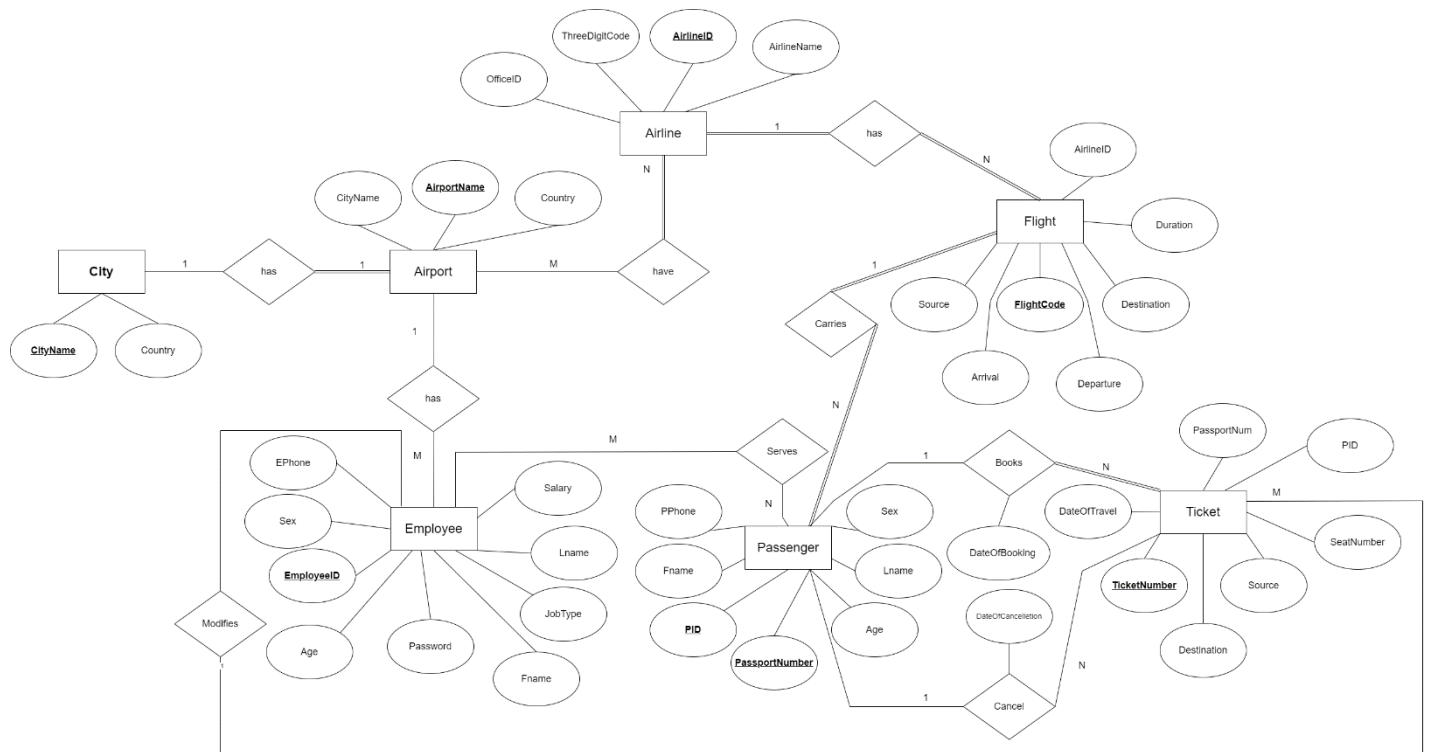 ThreeDigitCode
AirlineID
AirlineName
OfficeID
Airline
1
has
N
AirlineID
N
CityName
AirportName
Country
Flight
Duration
City
1
has
1
Airport
M
have
1
Source
FlightCode
Destination
Carries
CityName
Country
1
Arrival
Departure
has
N
PassportNum
PID
EPhone
M
M
Serves
1
Books
N
Salary
N
PPhone
Sex
DateOfTravel
Ticket
M
Sex
Employee
Lname
Passenger
DateOfBooking
SeatNumber
EmployeeID
Fname
Lname
TicketNumber
Source
JobType
DateOfCancelletion
Modifies
Age
Password
PID
Age
Destination
Fname
PassportNumber
N
1
1
Cancel